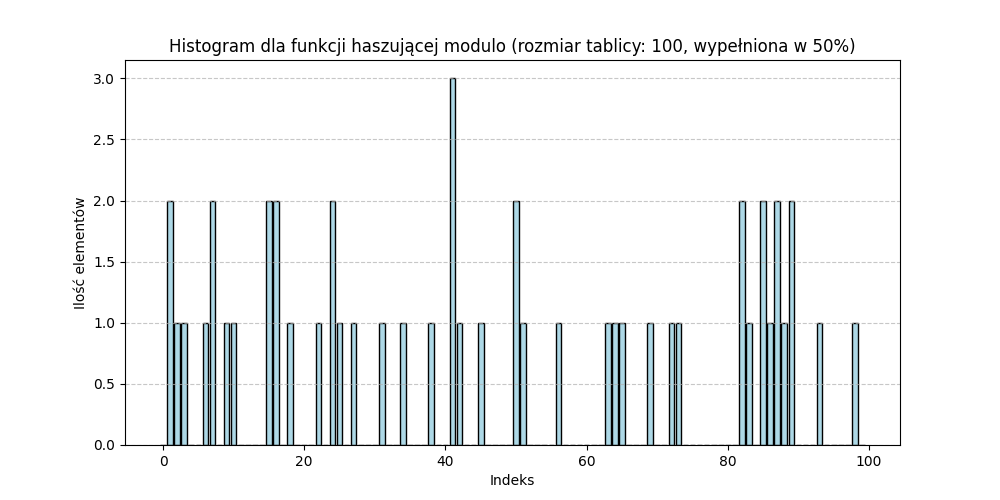 Histogram dla funkcji haszującej modulo (rozmiar tablicy: 100, wypełniona w 50%)
3.0
2.5
2.0
1.5
1.0
0.5
0.0
Ilość elementów
0 20 40 60 80 100
Indeks